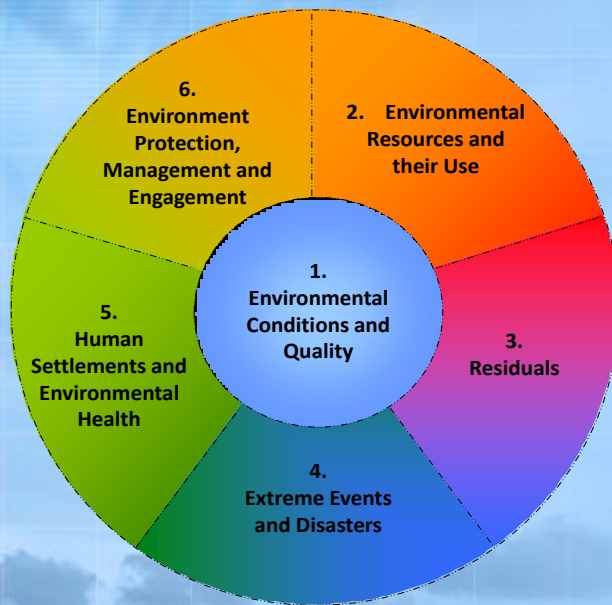 1.
Environmental
Conditions and
Quality
2. Environmental
Resources and
their Use
3.
Residuals
4.
Extreme Events
and Disasters
5.
Human
Settlements and
Environmental
Health
6.
Environment
Protection,
Management and
Engagement